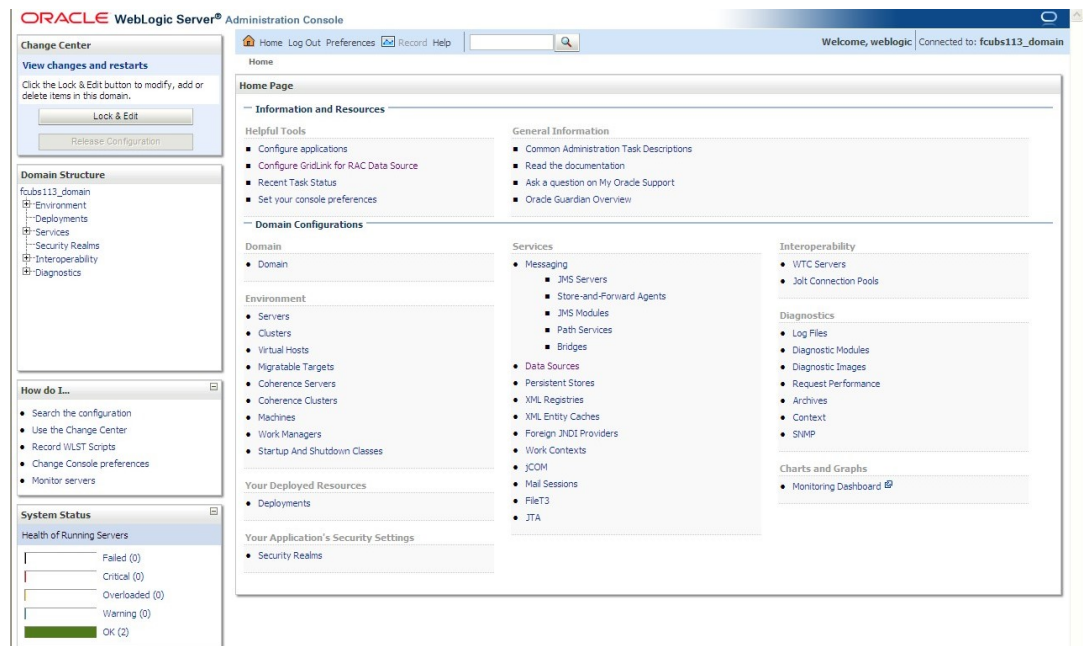 ORACLE WebLogic Server® Administration Console
Change Center
View changes and restarts
Click the Lock & Edit button to modify, add or
delete items in this domain.
Lock & Edit
Release Configuration
Domain Structure
fcubs113_domain
Environment
Deployments
Services
Security Realms
Interoperability
Diagnostics
How do I...
Search the configuration
Use the Change Center
Record WLST Scripts
Change Console preferences
Monitor servers
System Status
Health of Running Servers
Failed (0)
Critical (0)
Overloaded (0)
Warning (0)
OK (2)
Home Log Out Preferences Record Help
Welcome, weblogic Connected to: fcubs113_domain
Home
Home Page
Information and Resources
Helpful Tools
Configure applications
Configure GridLink for RAC Data Source
Recent Task Status
Set your console preferences
General Information
Common Administration Task Descriptions
Read the documentation
Ask a question on My Oracle Support
Oracle Guardian Overview
Domain Configurations
Domain
Domain
Environment
Servers
Clusters
Virtual Hosts
Migratable Targets
Coherence Servers
Coherence Clusters
Machines
Work Managers
Startup And Shutdown Classes
Your Deployed Resources
Deployments
Your Application's Security Settings
Security Realms
Services
Messaging
JMS Servers
Store-and-Forward Agents
JMS Modules
Path Services
Bridges
Data Sources
Persistent Stores
XML Registries
XML Entity Caches
Foreign JNDI Providers
Work Contexts
jCOM
Mail Sessions
FileT3
JTA
Interoperability
WTC Servers
Jolt Connection Pools
Diagnostics
Log Files
Diagnostic Modules
Diagnostic Images
Request Performance
Archives
Context
SNMP
Charts and Graphs
Monitoring Dashboard